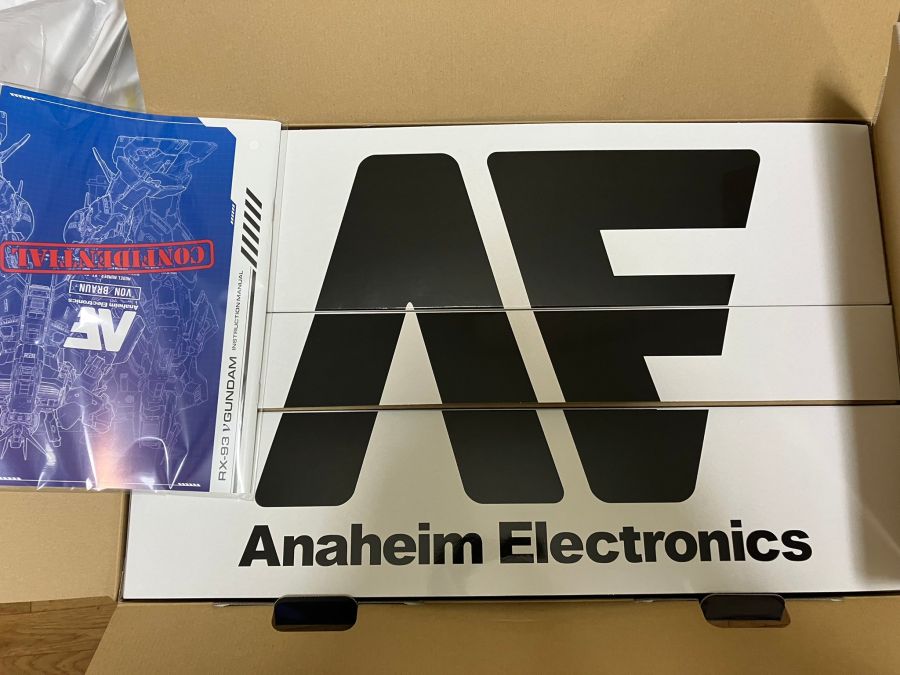 AE
Anaheim Electronics
CONFIDENTIAL
VON BRAUN
Anaheim Electronics
AE
RX-93 νGUNDAM INSTRUCTION MANUAL